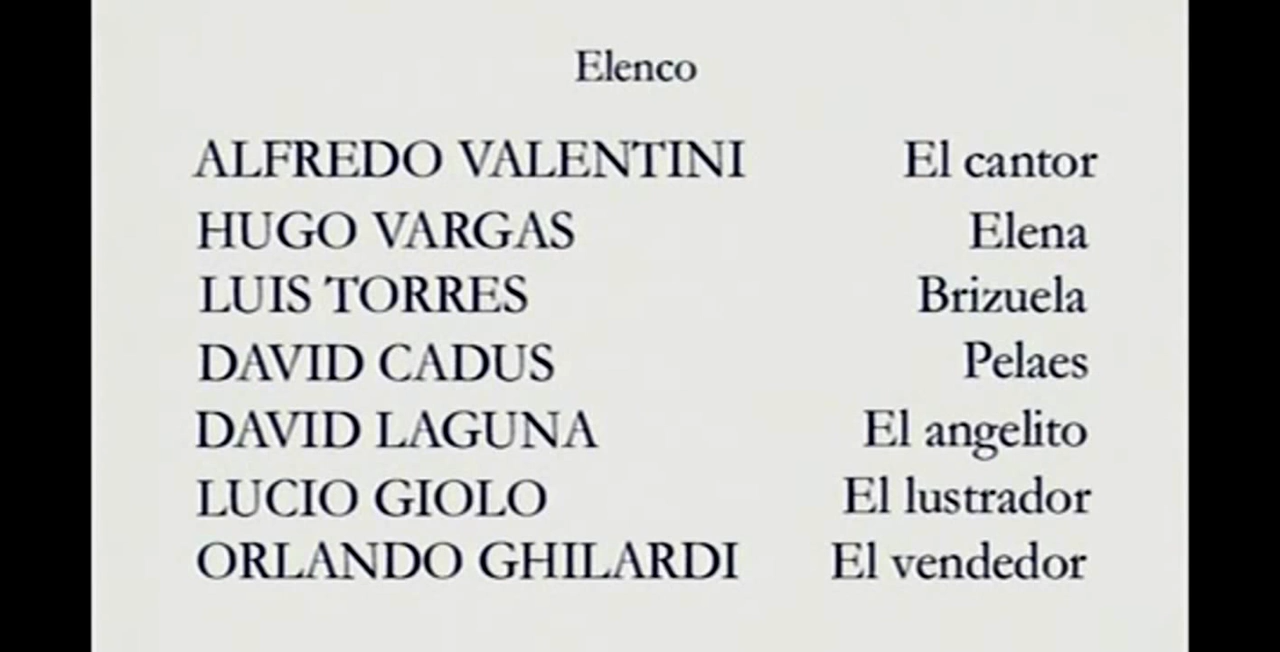 Elenco
ALFREDO VALENTINI El cantor
HUGO VARGAS Elena
LUIS TORRES Brizuela
DAVID CADUS Pelaes
DAVID LAGUNA El angelito
LUCIO GIOLO El lustrador
ORLANDO GHILARDI El vendedor